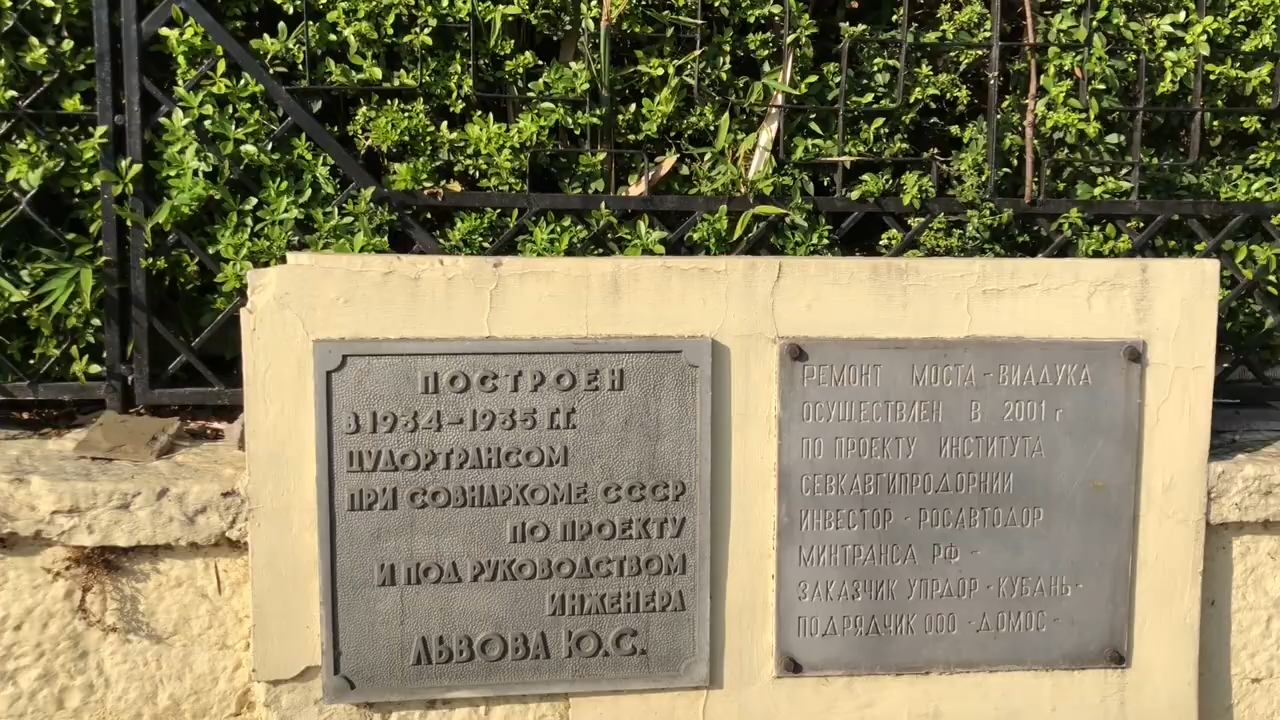 ПОСТРОЕН
В 1934-1935 Г.Г.
ЦУДОРТРАНСОМ
ПРИ СОВНАРКОМЕ СССР
ПО ПРОЕКТУ
И ПОД РУКОВОДСТВОМ
ИНЖЕНЕРА
ЛЬВОВА Ю.С.
РЕМОНТ МОСТА-ВИАДУКА
ОСУЩЕСТВЛЕН В 2001 г
ПО ПРОЕКТУ ИНСТИТУТА
СЕВКАВГИПРОДОРНИИ
ИНВЕСТОР - РОСАВТОДОР
МИНТРАНСА РФ -
ЗАКАЗЧИК УПРДОР -КУБАНЬ-
ПОДРЯДЧИК ООО -ДОМОС-